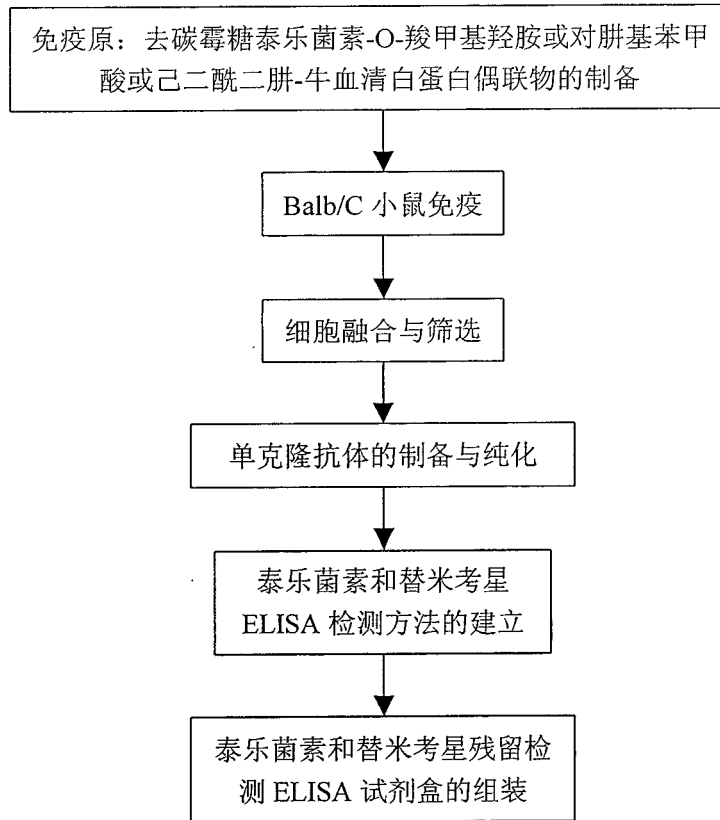 免疫原：去碳霉糖泰乐菌素-O-羧甲基羟胺或对肼基苯甲
酸或己二酰二肼-牛血清白蛋白偶联物的制备
Balb/C 小鼠免疫
细胞融合与筛选
单克隆抗体的制备与纯化
泰乐菌素和替米考星
ELISA 检测方法的建立
泰乐菌素和替米考星残留检
测 ELISA 试剂盒的组装